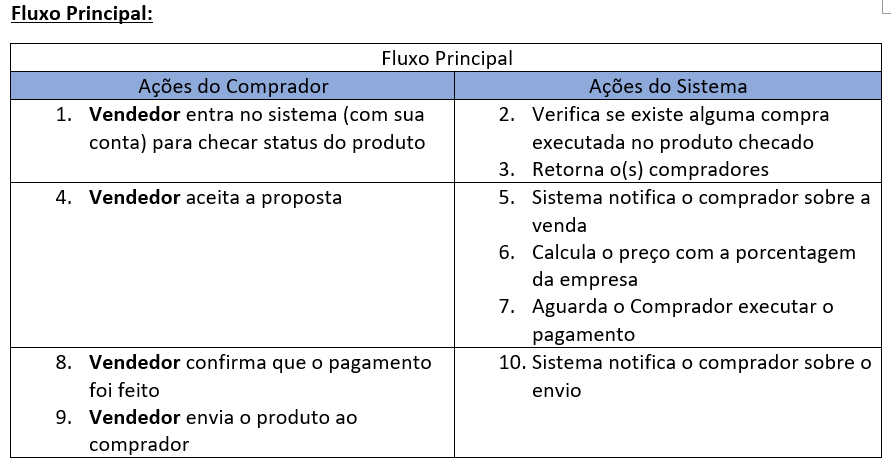 Fluxo Principal:
Fluxo Principal
Ações do Comprador
Ações do Sistema
1. Vendedor entra no sistema (com sua
conta) para checar status do produto
2. Verifica se existe alguma compra
executada no produto checado
3. Retorna o(s) compradores
4. Vendedor aceita a proposta
5. Sistema notifica o comprador sobre a
venda
6. Calcula o preço com a porcentagem
da empresa
7. Aguarda o Comprador executar o
pagamento
8. Vendedor confirma que o pagamento
foi feito
9. Vendedor envia o produto ao
comprador
10. Sistema notifica o comprador sobre o
envio